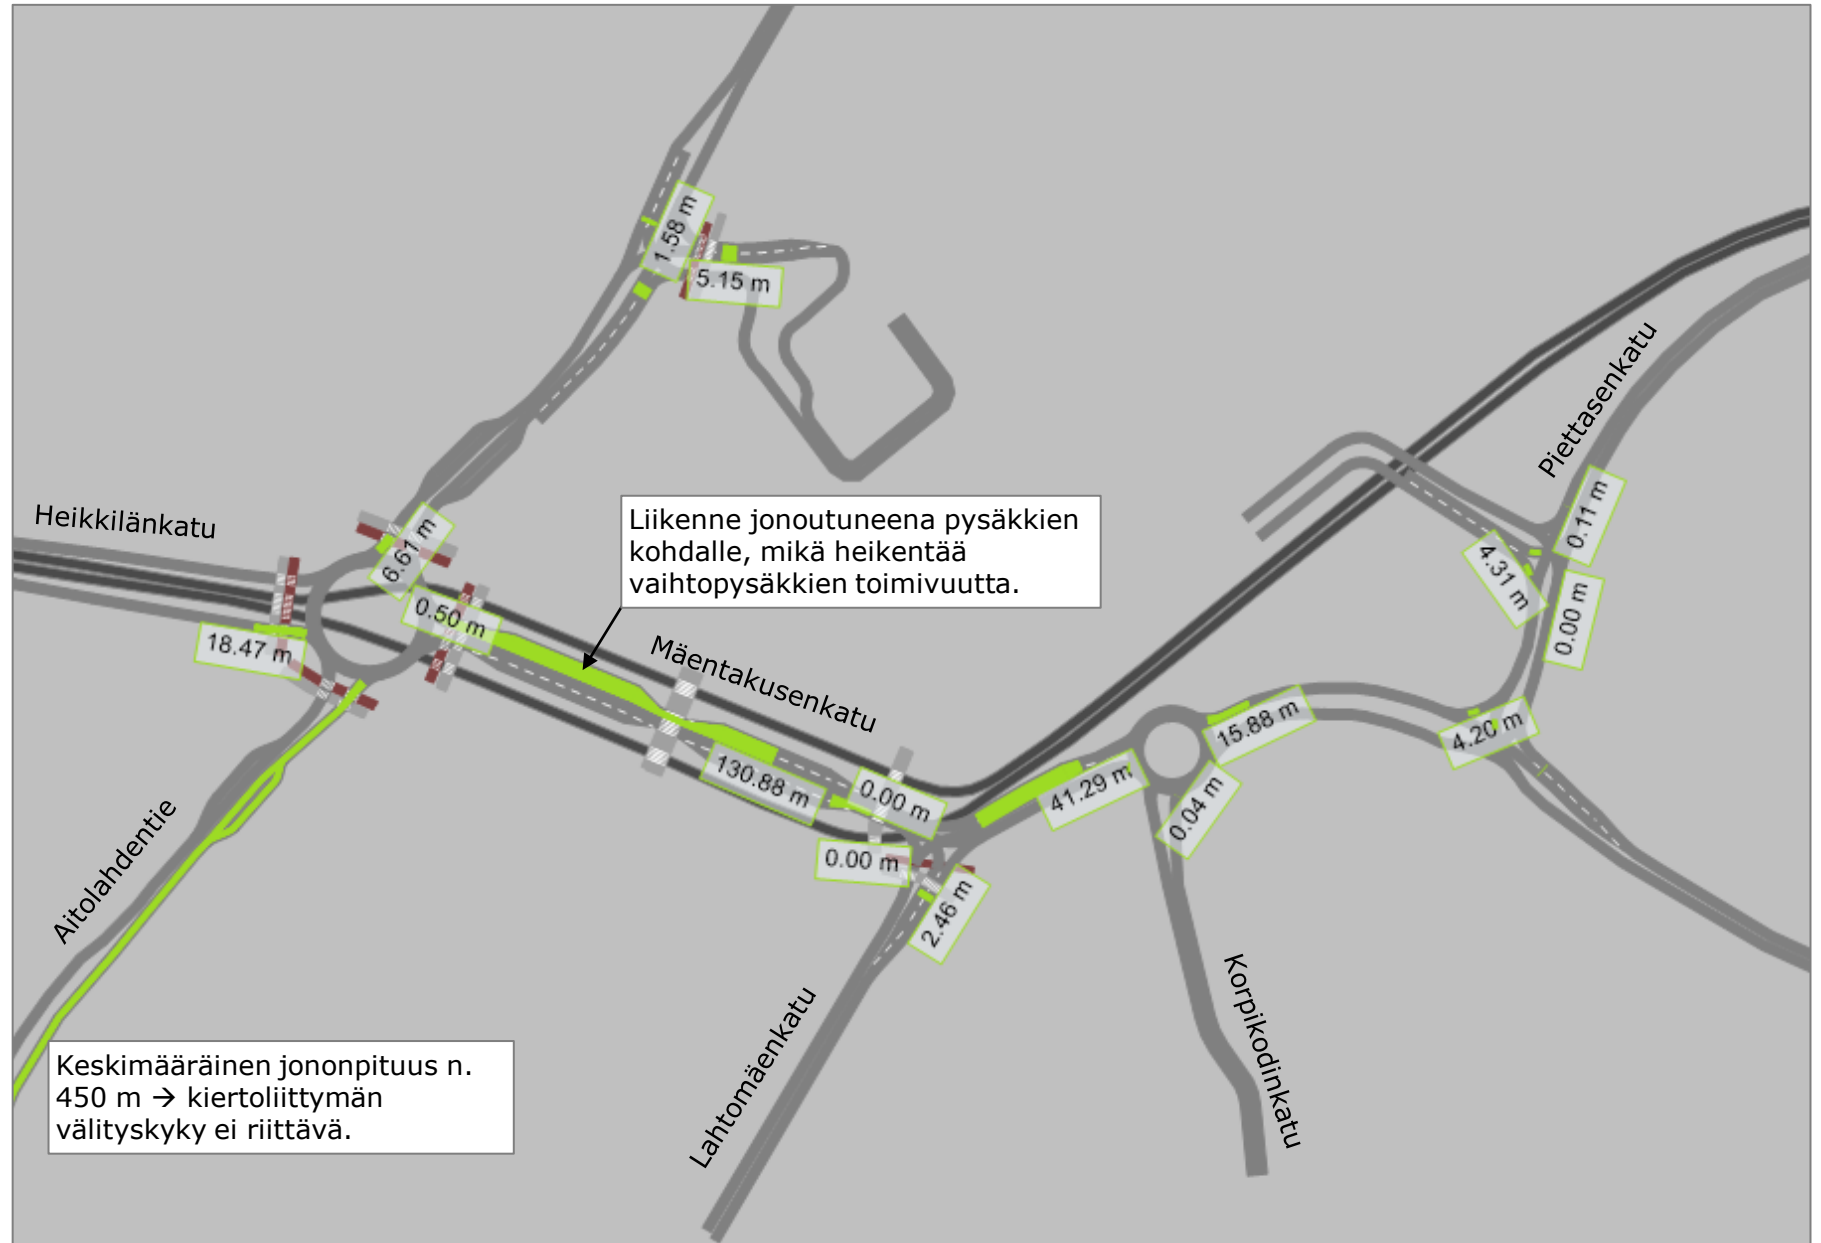 1.58 m
5.15 m
Piettasenkatu
Heikkilänkatu
6.61 m
Liikenne jonoutuneena pysäkkien
kohdalle, mikä heikentää
vaihtopysäkkien toimivuutta.
0.11 m
4.31 m
0.00 m
0.50 m
18.47 m
Mäentakusenkatu
15.88 m
4.20 m
130.88 m
0.00 m
41.29 m
0.04 m
0.00 m
2.46 m
Aitolahdentie
Korpikodinkatu
Lahtomäenkatu
Keskimääräinen jononpituus n.
450 m → kiertoliittymän
välityskyky ei riittävä.